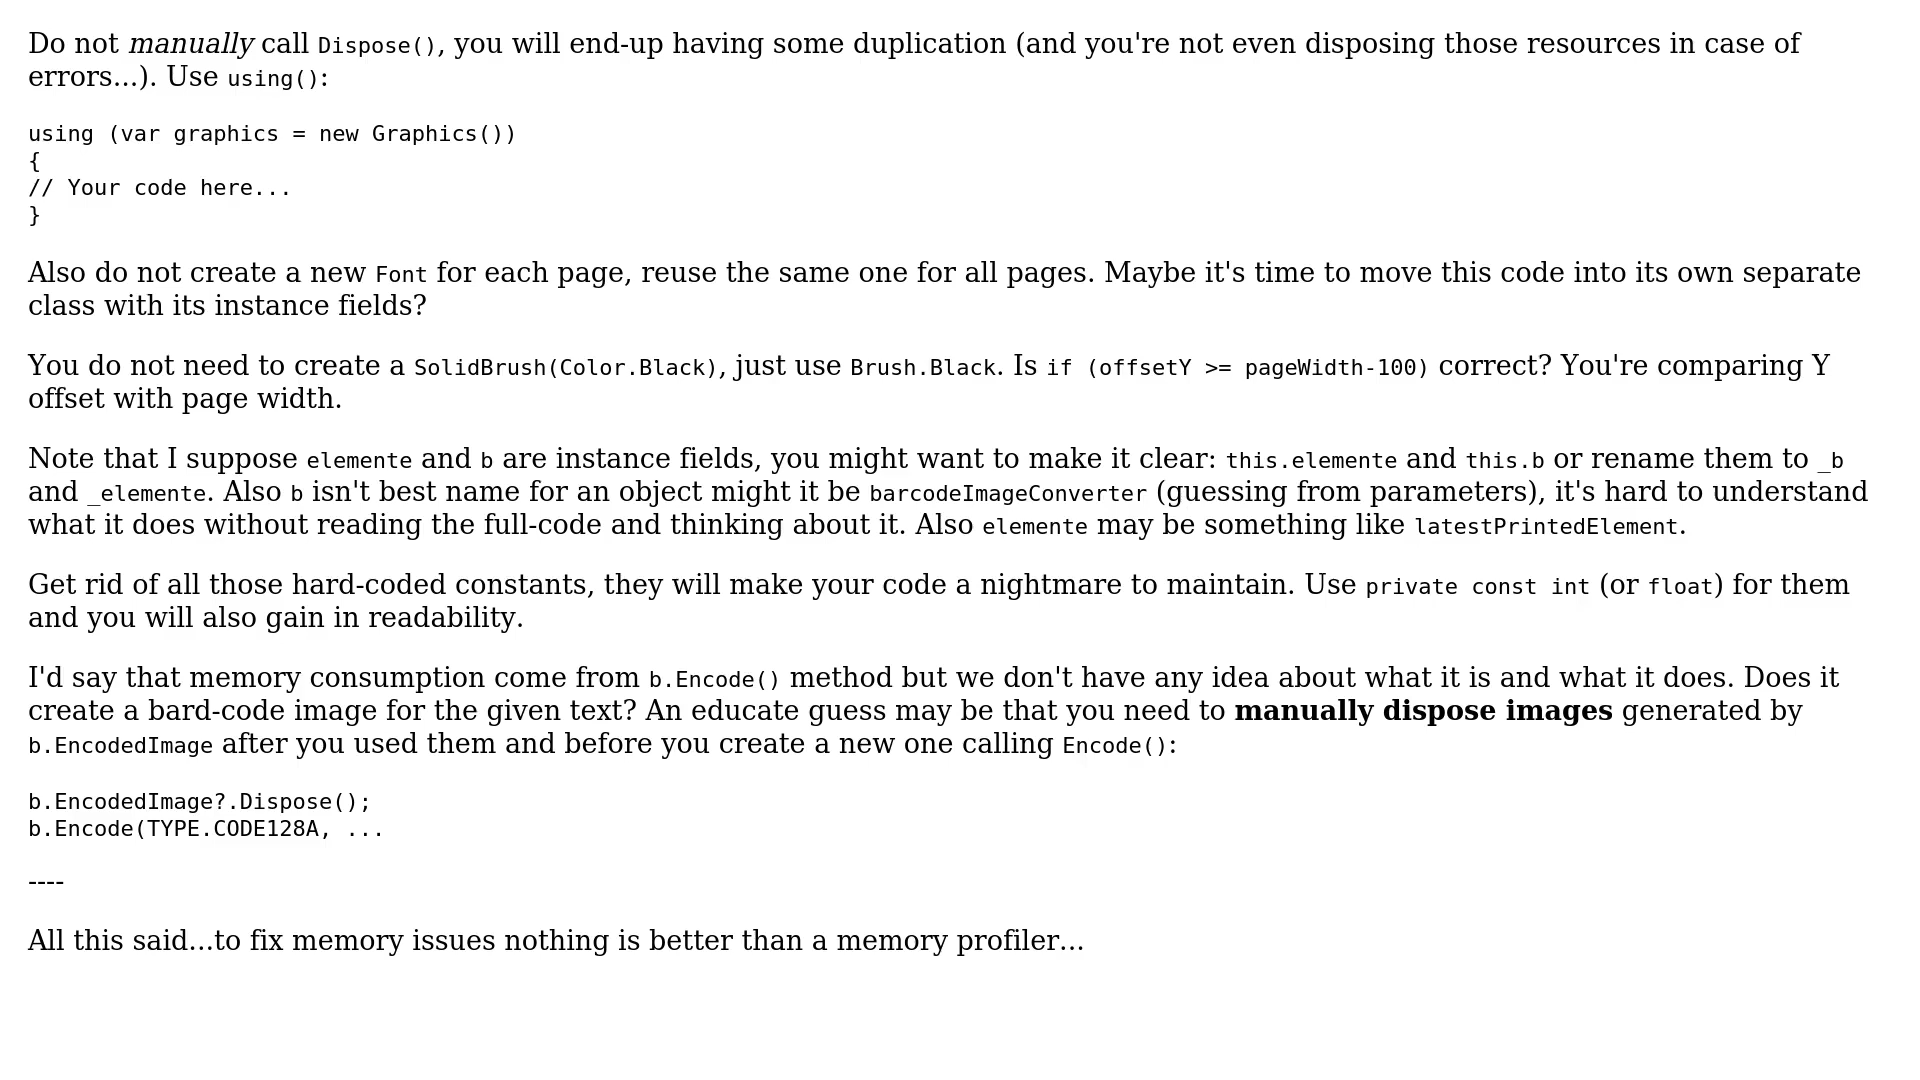 Do not manually call Dispose(), you will end-up having some duplication (and you're not even disposing those resources in case of
errors...). Use using():
using (var graphics = new Graphics())
{
// Your code here...
}
Also do not create a new Font for each page, reuse the same one for all pages. Maybe it's time to move this code into its own separate
class with its instance fields?
You do not need to create a SolidBrush(Color.Black), just use Brush.Black. Is if (offsetY >= pageWidth-100) correct? You're comparing Y
offset with page width.
Note that I suppose elemente and b are instance fields, you might want to make it clear: this.elemente and this.b or rename them to _b
and _elemente. Also b isn't best name for an object might it be barcodeImageConverter (guessing from parameters), it's hard to understand
what it does without reading the full-code and thinking about it. Also elemente may be something like latestPrintedElement.
Get rid of all those hard-coded constants, they will make your code a nightmare to maintain. Use private const int (or float) for them
and you will also gain in readability.
I'd say that memory consumption come from b.Encode() method but we don't have any idea about what it is and what it does. Does it
create a bard-code image for the given text? An educate guess may be that you need to manually dispose images generated by
b.EncodedImage after you used them and before you create a new one calling Encode():
b.EncodedImage?.Dispose();
b.Encode(TYPE.CODE128A, ...
----
All this said...to fix memory issues nothing is better than a memory profiler...